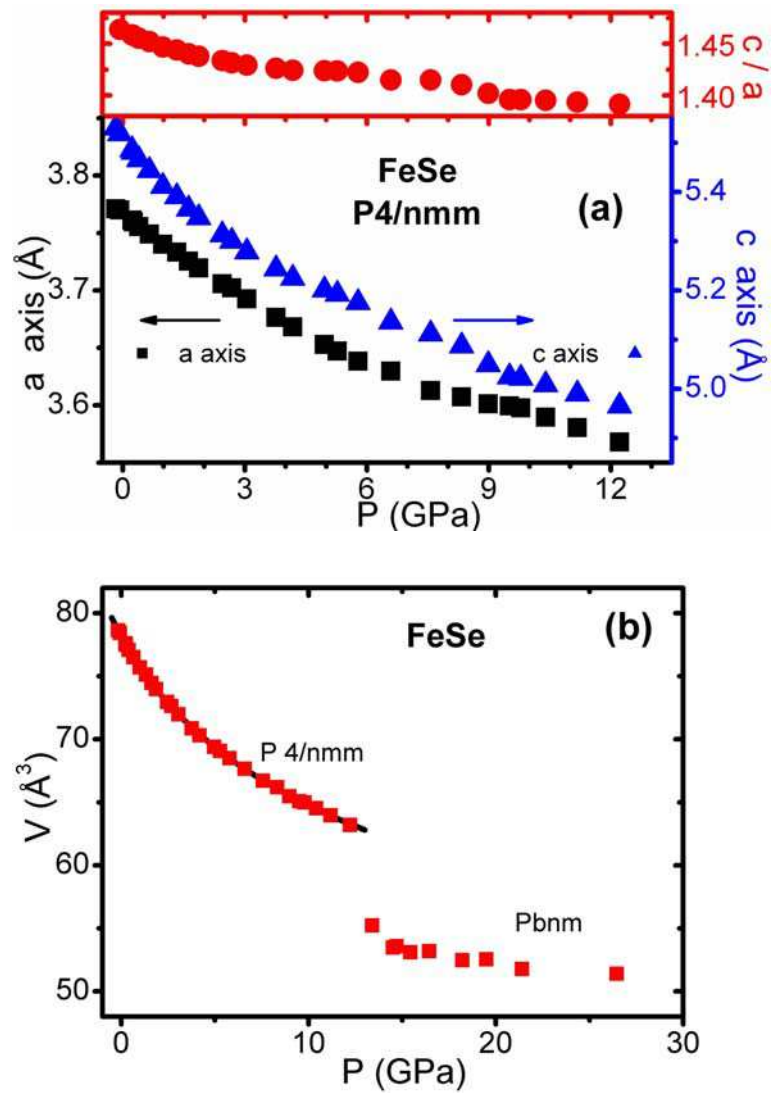 1.45
1.40
c / a
3.8
3.7
3.6
a axis (Å)
FeSe
P4/nmm
(a)
a axis
c axis
5.4
5.2
5.0
c axis (Å)
0 3 6 9 12
P (GPa)
80
70
60
50
V (Å³)
FeSe
(b)
P 4/nmm
Pbnm
0 10 20 30
P (GPa)